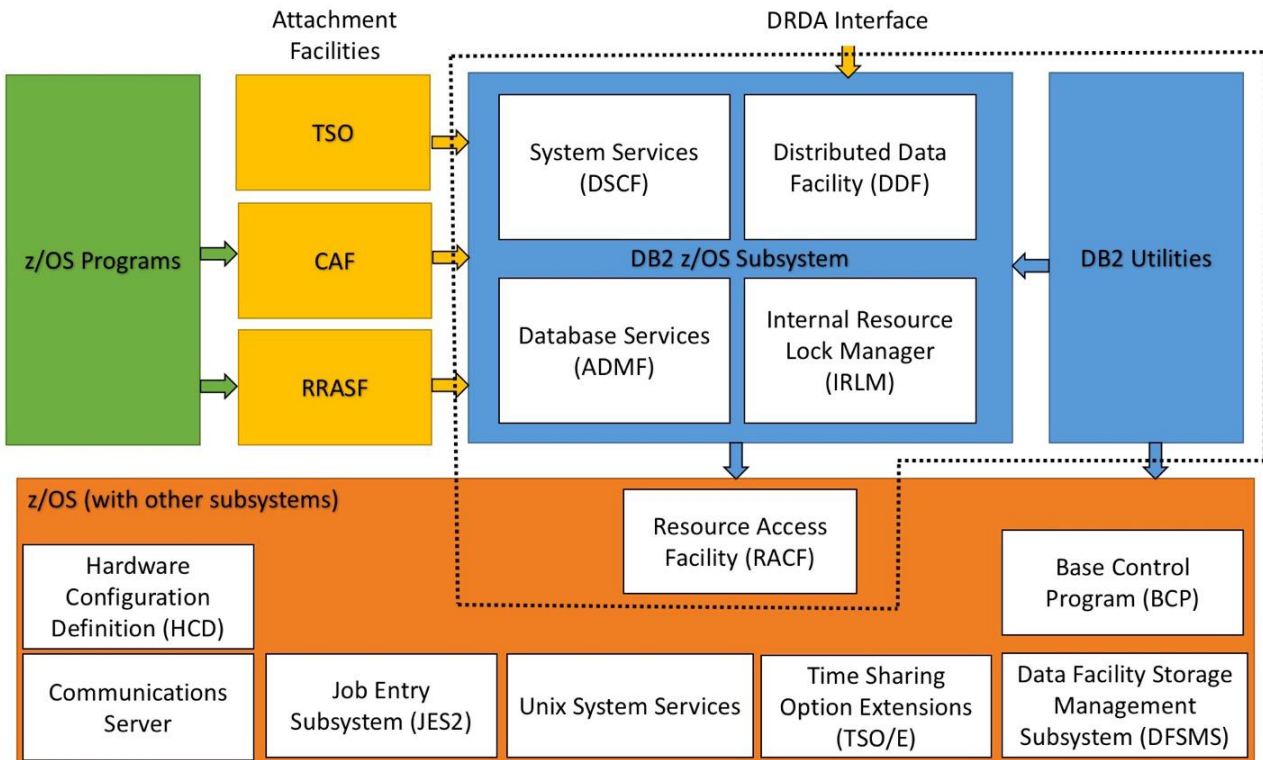 Attachment
Facilities
DRDA Interface
z/OS Programs
TSO
CAF
RRASF
System Services
(DSCF)
Distributed Data
Facility (DDF)
DB2 z/OS Subsystem
Database Services
(ADMF)
Internal Resource
Lock Manager
(IRLM)
DB2 Utilities
z/OS (with other subsystems)
Resource Access
Facility (RACF)
Hardware
Configuration
Definition (HCD)
Base Control
Program (BCP)
Communications
Server
Job Entry
Subsystem (JES2)
Unix System Services
Time Sharing
Option Extensions
(TSO/E)
Data Facility Storage
Management
Subsystem (DFSMS)